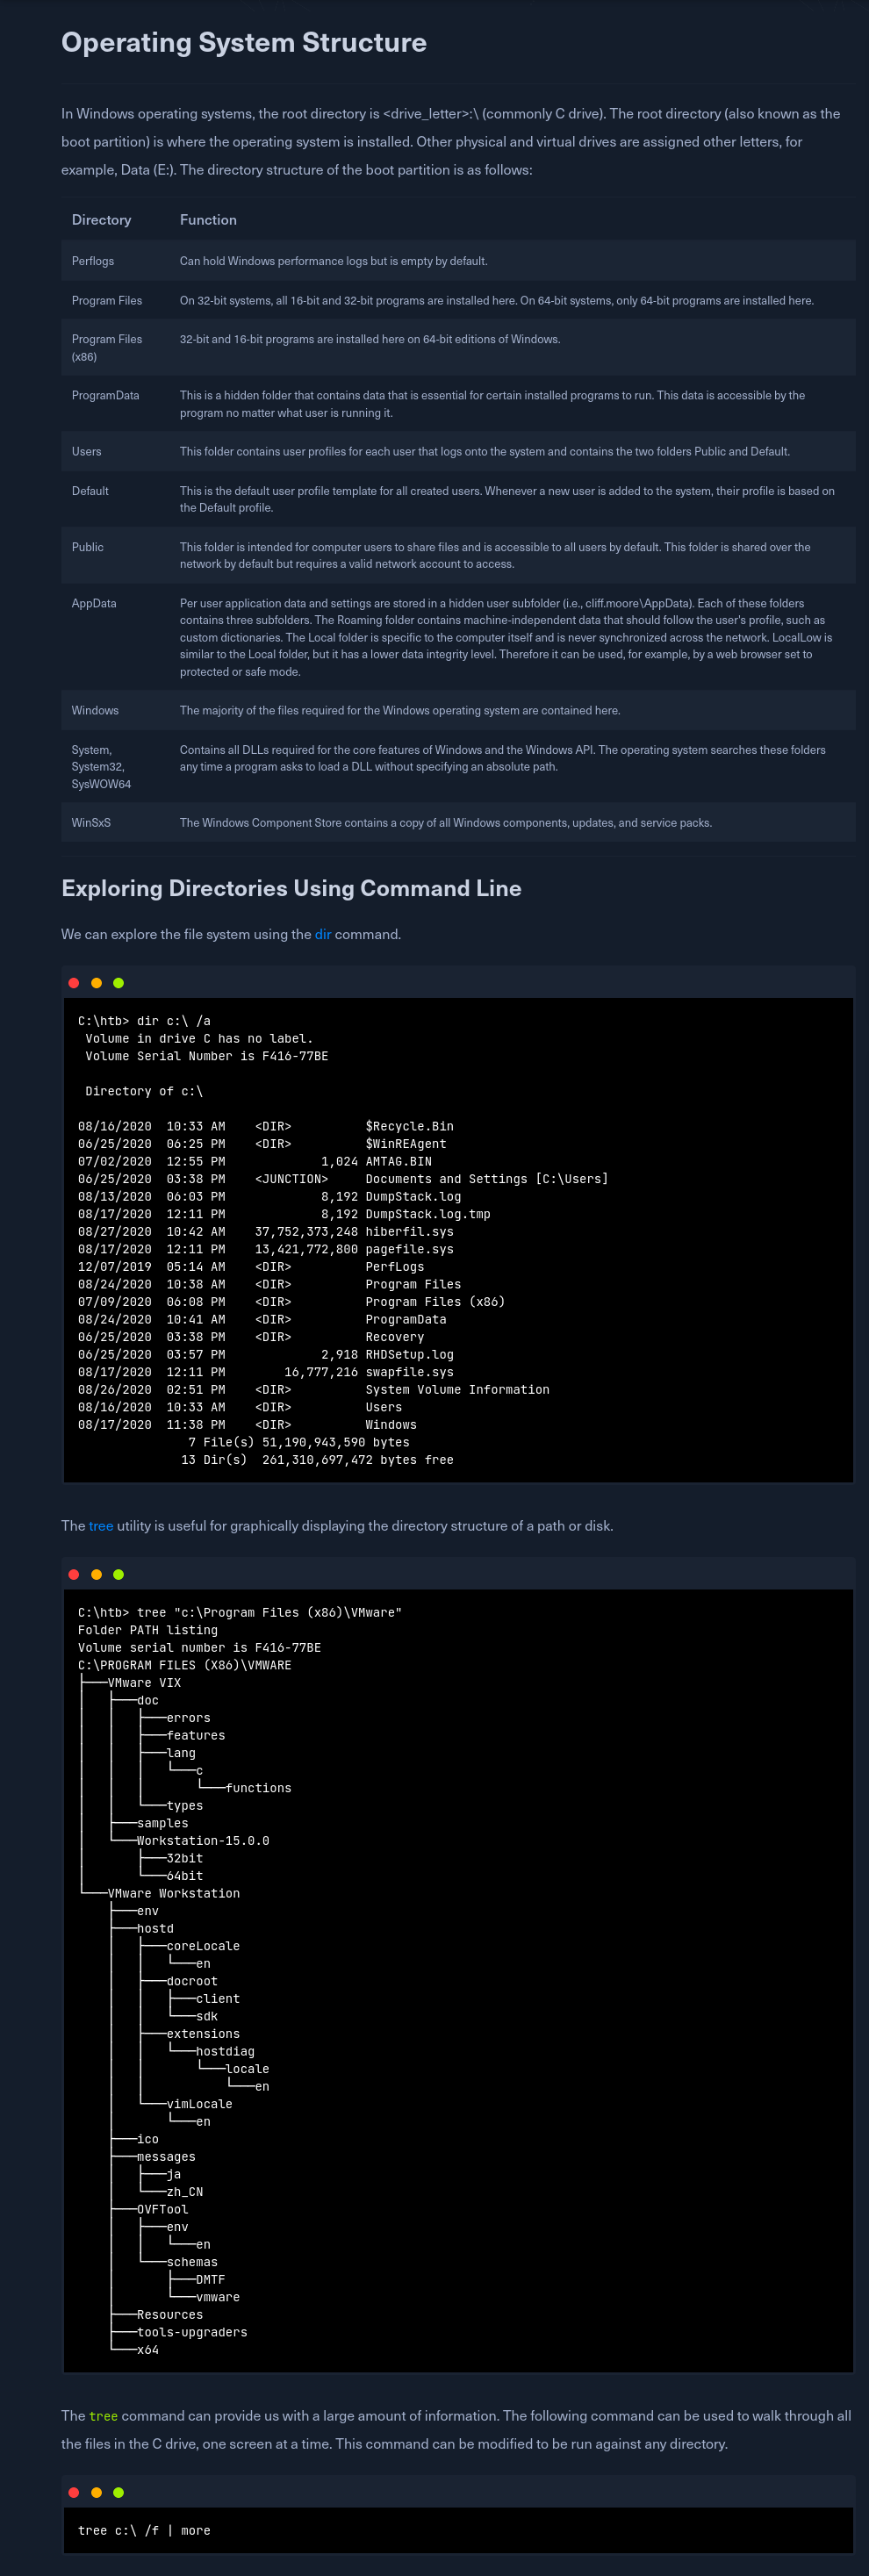 Operating System Structure
In Windows operating systems, the root directory is <drive_letter>:\ (commonly C drive). The root directory (also known as the
boot partition) is where the operating system is installed. Other physical and virtual drives are assigned other letters, for
example, Data (E:). The directory structure of the boot partition is as follows:
Directory Function
Perflogs Can hold Windows performance logs but is empty by default.
Program Files On 32-bit systems, all 16-bit and 32-bit programs are installed here. On 64-bit systems, only 64-bit programs are installed here.
Program Files 32-bit and 16-bit programs are installed here on 64-bit editions of Windows.
(x86)
ProgramData This is a hidden folder that contains data that is essential for certain installed programs to run. This data is accessible by the
program no matter what user is running it.
Users This folder contains user profiles for each user that logs onto the system and contains the two folders Public and Default.
Default This is the default user profile template for all created users. Whenever a new user is added to the system, their profile is based on
the Default profile.
Public This folder is intended for computer users to share files and is accessible to all users by default. This folder is shared over the
network by default but requires a valid network account to access.
AppData Per user application data and settings are stored in a hidden user subfolder (i.e., cliff.moore\AppData). Each of these folders
contains three subfolders. The Roaming folder contains machine-independent data that should follow the user's profile, such as
custom dictionaries. The Local folder is specific to the computer itself and is never synchronized across the network. LocalLow is
similar to the Local folder, but it has a lower data integrity level. Therefore it can be used, for example, by a web browser set to
protected or safe mode.
Windows The majority of the files required for the Windows operating system are contained here.
System, Contains all DLLs required for the core features of Windows and the Windows API. The operating system searches these folders
System32, any time a program asks to load a DLL without specifying an absolute path.
SysWOW64
WinSxS The Windows Component Store contains a copy of all Windows components, updates, and service packs.
Exploring Directories Using Command Line
We can explore the file system using the dir command.
C:\htb> dir c:\ /a
 Volume in drive C has no label.
 Volume Serial Number is F416-77BE
 Directory of c:\
08/16/2020  10:33 AM    <DIR>          $Recycle.Bin
06/25/2020  06:25 PM    <DIR>          $WinREAgent
07/02/2020  12:55 PM             1,024 AMTAG.BIN
06/25/2020  03:38 PM    <JUNCTION>     Documents and Settings [C:\Users]
08/13/2020  06:03 PM             8,192 DumpStack.log
08/17/2020  12:11 PM             8,192 DumpStack.log.tmp
08/27/2020  10:42 AM    37,752,373,248 hiberfil.sys
08/17/2020  12:11 PM    13,421,772,800 pagefile.sys
12/07/2019  05:14 AM    <DIR>          PerfLogs
08/24/2020  10:38 AM    <DIR>          Program Files
07/09/2020  06:08 PM    <DIR>          Program Files (x86)
08/24/2020  10:41 AM    <DIR>          ProgramData
06/25/2020  03:38 PM    <DIR>          Recovery
06/25/2020  03:57 PM             2,918 RHDSetup.log
08/17/2020  12:11 PM        16,777,216 swapfile.sys
08/26/2020  02:51 PM    <DIR>          System Volume Information
08/16/2020  10:33 AM    <DIR>          Users
08/17/2020  11:38 PM    <DIR>          Windows
               7 File(s) 51,190,943,590 bytes
              13 Dir(s)  261,310,697,472 bytes free
The tree utility is useful for graphically displaying the directory structure of a path or disk.
C:\htb> tree "c:\Program Files (x86)\VMware"
Folder PATH listing
Volume serial number is F416-77BE
C:\PROGRAM FILES (X86)\VMWARE
├───VMware VIX
│   ├───doc
│   │   ├───errors
│   │   ├───features
│   │   ├───lang
│   │   │   └───c
│   │   │       └───functions
│   │   └───types
│   ├───samples
│   └───Workstation-15.0.0
│       ├───32bit
│       └───64bit
└───VMware Workstation
    ├───env
    ├───hostd
    │   ├───coreLocale
    │   │   └───en
    │   ├───docroot
    │   │   ├───client
    │   │   └───sdk
    │   ├───extensions
    │   │   └───hostdiag
    │   │       └───locale
    │   │           └───en
    │   └───vimLocale
    │       └───en
    ├───ico
    ├───messages
    │   ├───ja
    │   └───zh_CN
    ├───OVFTool
    │   ├───env
    │   │   └───en
    │   └───schemas
    │       ├───DMTF
    │       └───vmware
    ├───Resources
    ├───tools-upgraders
    └───x64
The tree command can provide us with a large amount of information. The following command can be used to walk through all
the files in the C drive, one screen at a time. This command can be modified to be run against any directory.
tree c:\ /f | more